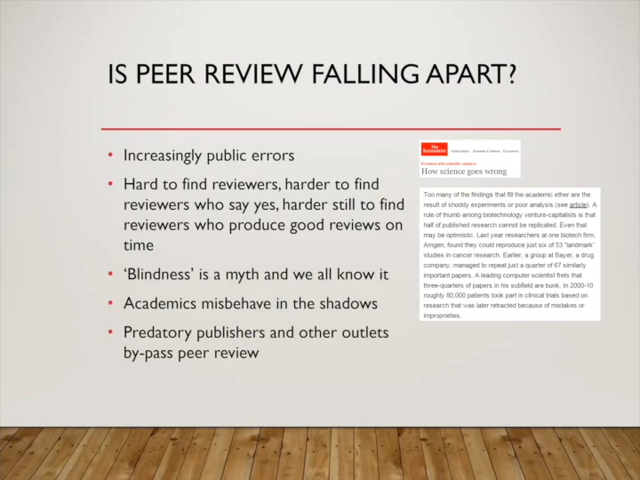 IS PEER REVIEW FALLING APART?
• Increasingly public errors
• Hard to find reviewers, harder to find
reviewers who say yes, harder still to find
reviewers who produce good reviews on
time
• ‘Blindness’ is a myth and we all know it
• Academics misbehave in the shadows
• Predatory publishers and other outlets
by-pass peer review
The
Economist
World politics Business & finance Economics
Problems with scientific research
How science goes wrong
Too many of the findings that fill the academic ether are the
result of shoddy experiments or poor analysis (see article). A
rule of thumb among biotechnology venture-capitalists is that
half of published research cannot be replicated. Even that
may be optimistic. Last year researchers at one biotech firm,
Amgen, found they could reproduce just six of 53 “landmark”
studies in cancer research. Earlier, a group at Bayer, a drug
company, managed to repeat just a quarter of 67 similarly
important papers. A leading computer scientist frets that
three-quarters of papers in his subfield are bunk. In 2000-10
roughly 80,000 patients took part in clinical trials based on
research that was later retracted because of mistakes or
improprieties.